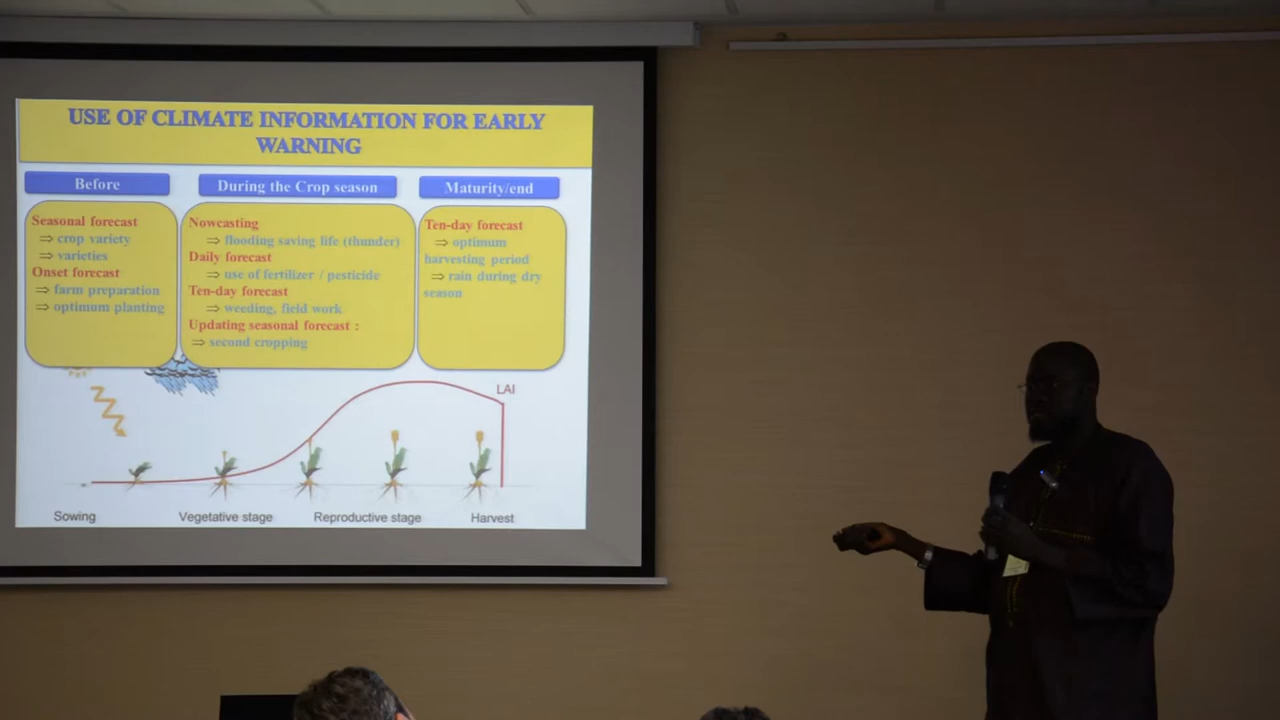 USE OF CLIMATE INFORMATION FOR EARLY
WARNING
Before
Seasonal forecast
⇒ crop variety
⇒ varieties
Onset forecast
⇒ farm preparation
⇒ optimum planting
During the Crop season
Nowcasting
⇒ flooding saving life (thunder)
Daily forecast
⇒ use of fertilizer / pesticide
Ten-day forecast
⇒ weeding, field work
Updating seasonal forecast :
⇒ second cropping
Maturity/end
Ten-day forecast
⇒ optimum
harvesting period
⇒ rain during dry
season
LAI
Sowing
Vegetative stage
Reproductive stage
Harvest